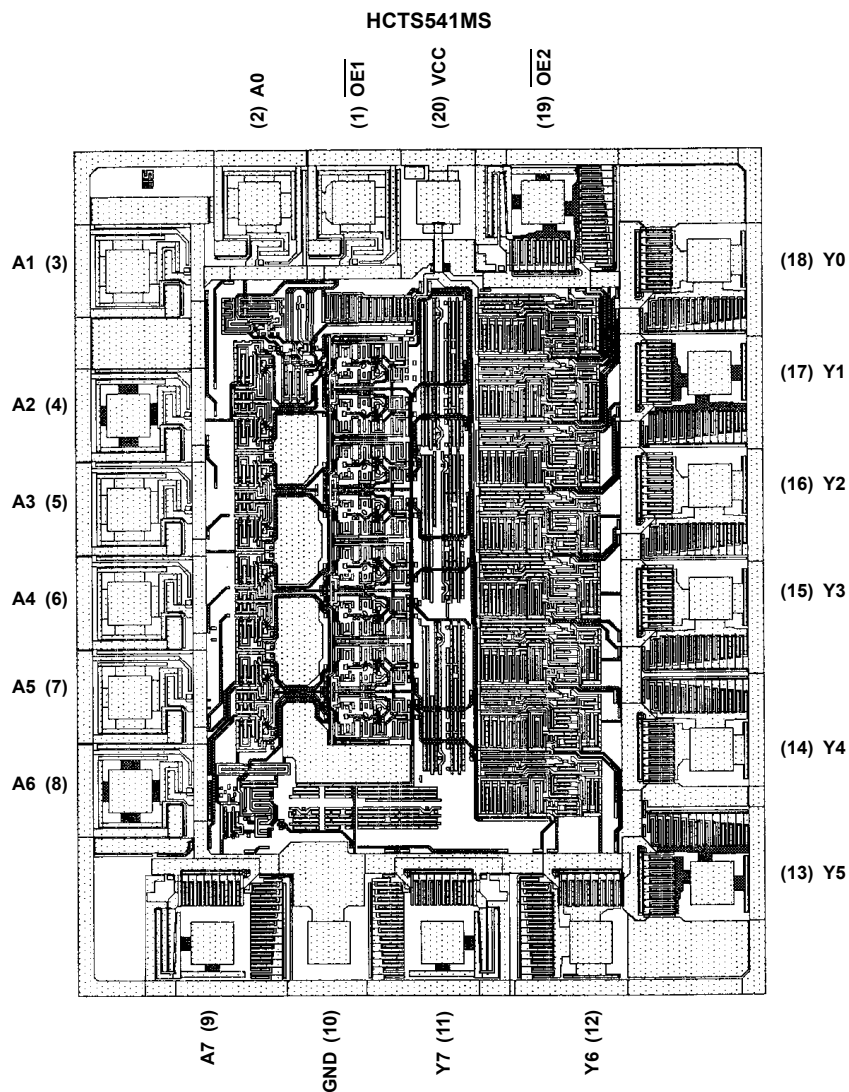 HCTS541MS
(2) A0
(1) OE1
(20) VCC
(19) OE2
A1 (3)
(18) Y0
(17) Y1
A2 (4)
(16) Y2
A3 (5)
(15) Y3
A4 (6)
A5 (7)
(14) Y4
A6 (8)
(13) Y5
A7 (9)
GND (10)
Y7 (11)
Y6 (12)